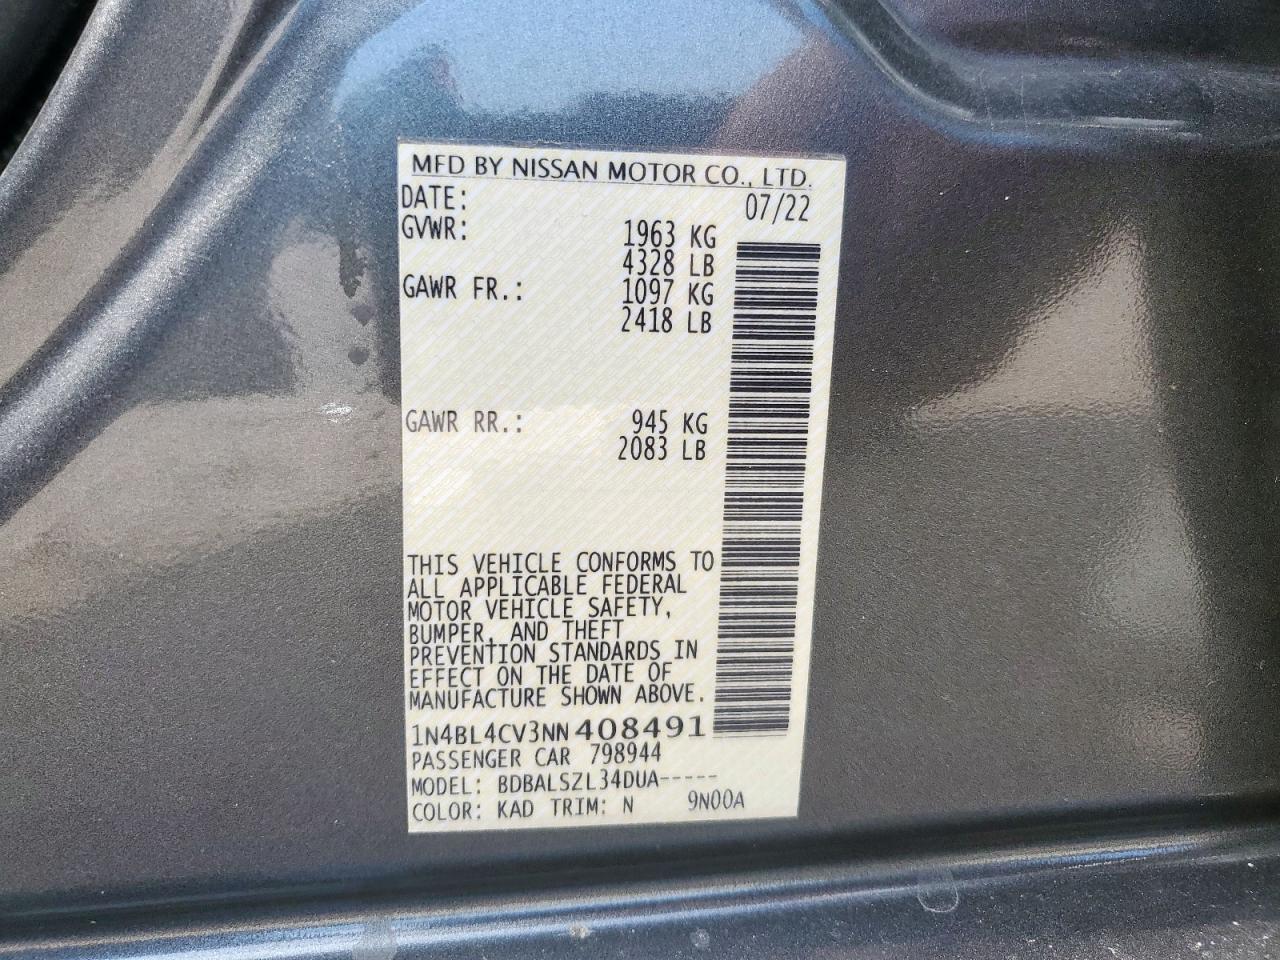 MFD BY NISSAN MOTOR CO., LTD.
DATE: 07/22
GVWR: 1963 KG
4328 LB
GAWR FR.: 1097 KG
2418 LB
GAWR RR.: 945 KG
2083 LB
THIS VEHICLE CONFORMS TO
ALL APPLICABLE FEDERAL
MOTOR VEHICLE SAFETY,
BUMPER, AND THEFT
PREVENTION STANDARDS IN
EFFECT ON THE DATE OF
MANUFACTURE SHOWN ABOVE.
1N4BL4CV3NN408491
PASSENGER CAR 798944
MODEL: BDBALSZL34DUA-----
COLOR: KAD TRIM: N 9N00A